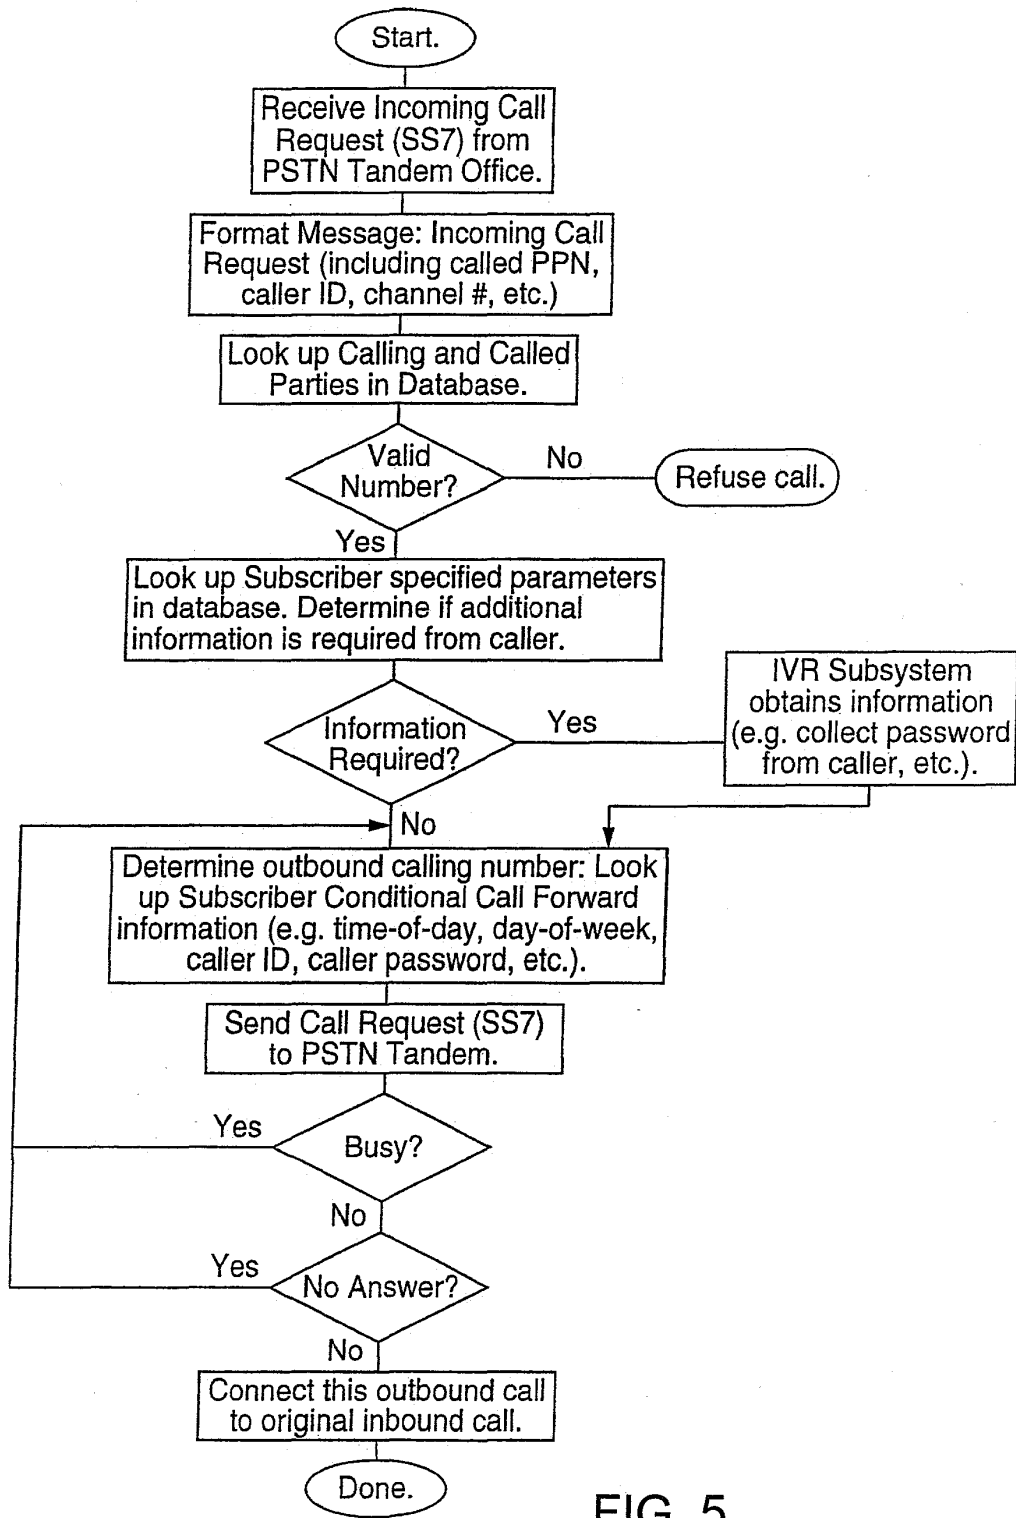 Start.
Receive Incoming Call
Request (SS7) from
PSTN Tandem Office.
Format Message: Incoming Call
Request (including called PPN,
caller ID, channel #, etc.)
Look up Calling and Called
Parties in Database.
Valid
Number?
No
Refuse call.
Yes
Look up Subscriber specified parameters
in database. Determine if additional
information is required from caller.
Information
Required?
Yes
IVR Subsystem
obtains information
(e.g. collect password
from caller, etc.).
No
Determine outbound calling number: Look
up Subscriber Conditional Call Forward
information (e.g. time-of-day, day-of-week,
caller ID, caller password, etc.).
Send Call Request (SS7)
to PSTN Tandem.
Yes
Busy?
No
Yes
No Answer?
No
Connect this outbound call
to original inbound call.
Done.
FIG. 5